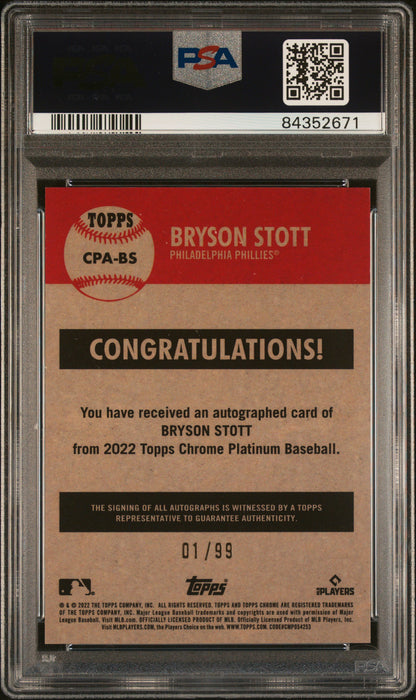 PSA
84352671
TOPPS
CPA-BS
BRYSON STOTT
PHILADELPHIA PHILLIES®
CONGRATULATIONS!
You have received an autographed card of
BRYSON STOTT
from 2022 Topps Chrome Platinum Baseball.
THE SIGNING OF ALL AUTOGRAPHS IS WITNESSED BY A TOPPS
REPRESENTATIVE TO GUARANTEE AUTHENTICITY.
01/99
Topps
PLAYERS
® & © 2022 THE TOPPS COMPANY, INC. ALL RIGHTS RESERVED. TOPPS AND TOPPS CHROME ARE REGISTERED TRADEMARKS
OF THE TOPPS COMPANY, INC. Major League Baseball trademarks and copyrights are used with permission of Major
League Baseball. Visit MLB.com. OFFICIALLY LICENSED PRODUCT OF MLB. Officially Licensed Product of MLB Players, Inc.
Visit MLBPLAYERS.com, the Players Choice on the web. WWW.TOPPS.COM. CODE#CMP054253
PSA